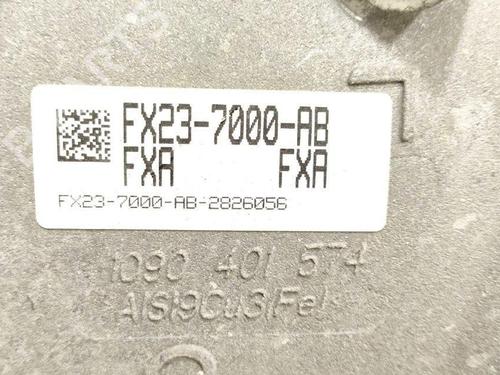 FX23-7000-AB
FXA FXA
FX23-7000-AB-2826056
1090 401 574
AlSi9Cu3(Fe)